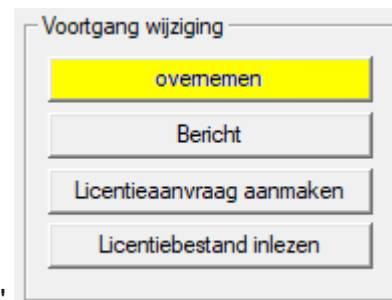 Voortgang wijziging
overnemen
Bericht
Licentieaanvraag aanmaken
Licentiebestand inlezen
'